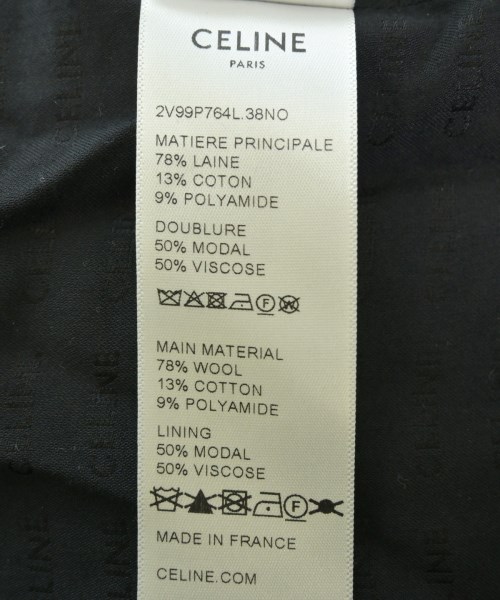 CELINE
PARIS
2V99P764L.38NO
MATIERE PRINCIPALE
78% LAINE
13% COTON
9% POLYAMIDE
DOUBLURE
50% MODAL
50% VISCOSE
F W
MAIN MATERIAL
78% WOOL
13% COTTON
9% POLYAMIDE
LINING
50% MODAL
50% VISCOSE
F
MADE IN FRANCE
CELINE.COM